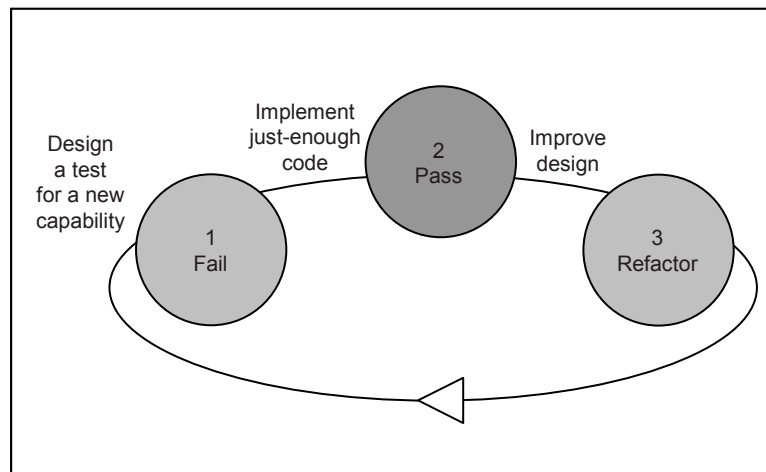 Design
a test
for a new
capability
1
Fail
Implement
just-enough
code
2
Pass
Improve
design
3
Refactor